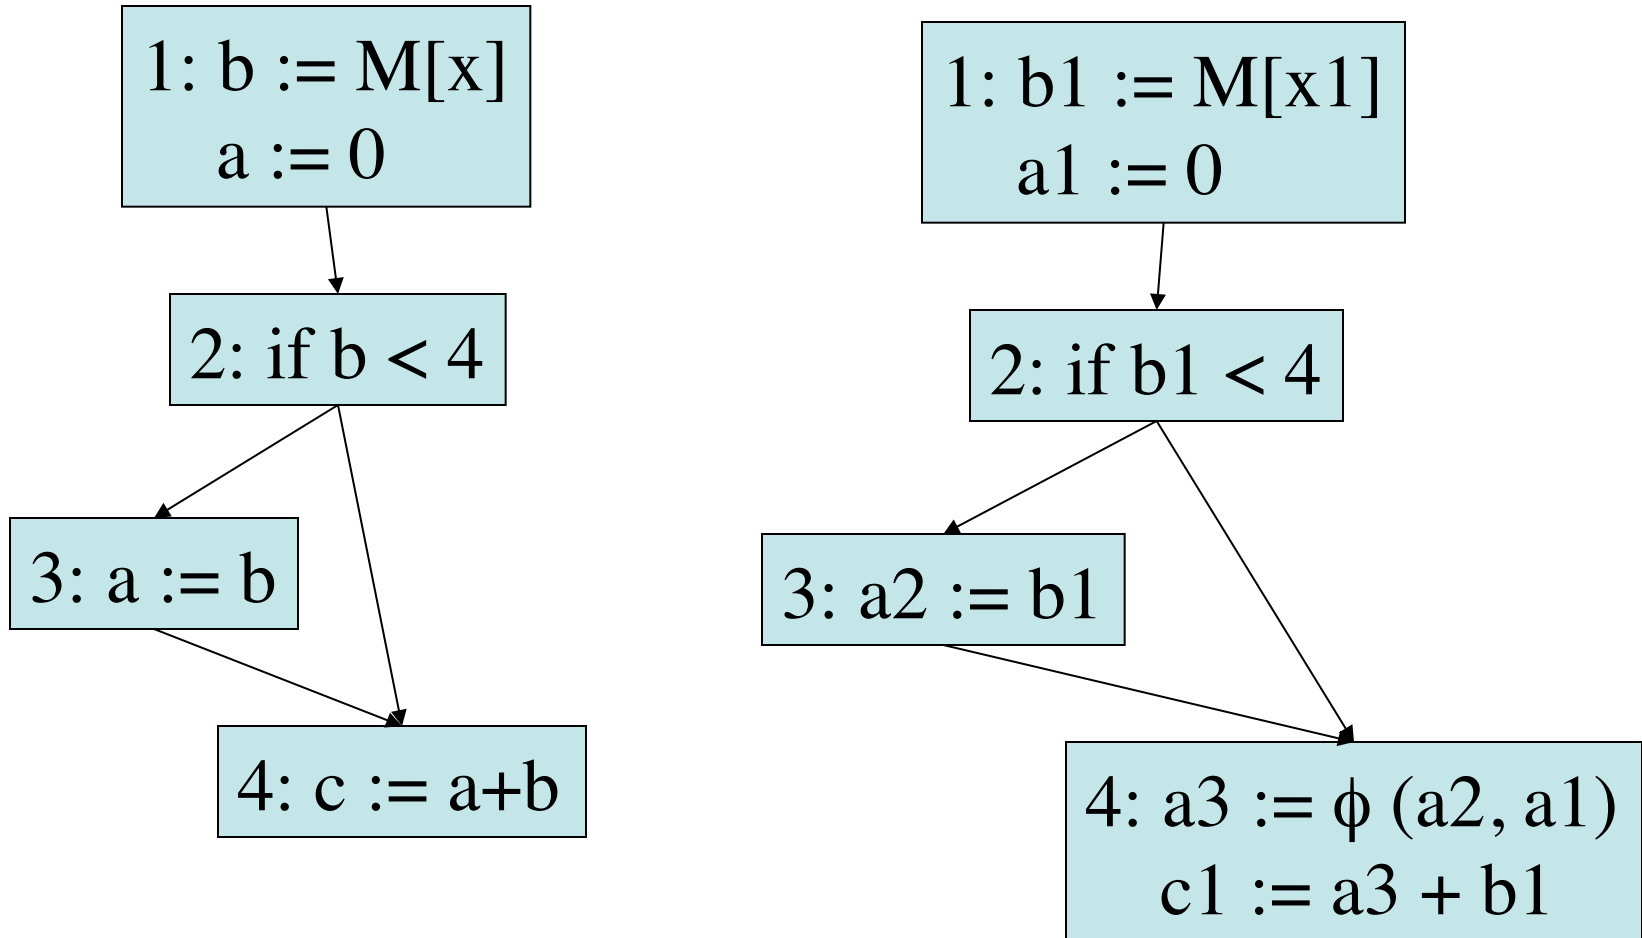 1: b := M[x]
a := 0
2: if b < 4
3: a := b
4: c := a+b
1: b1 := M[x1]
a1 := 0
2: if b1 < 4
3: a2 := b1
4: a3 := ϕ (a2, a1)
c1 := a3 + b1